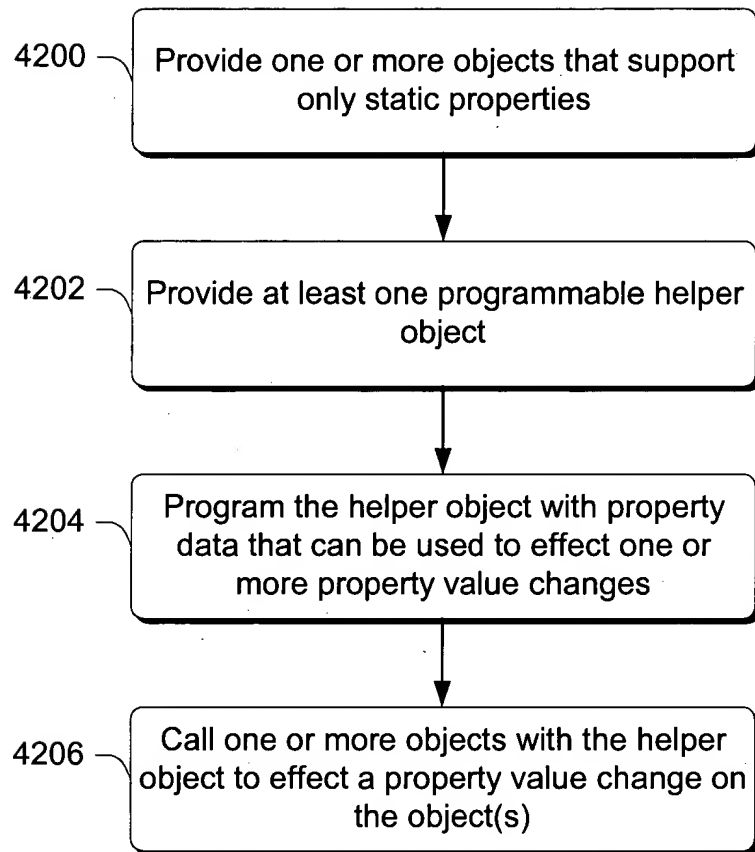 4200
Provide one or more objects that support
only static properties
4202
Provide at least one programmable helper
object
4204
Program the helper object with property
data that can be used to effect one or
more property value changes
4206
Call one or more objects with the helper
object to effect a property value change on
the object(s)